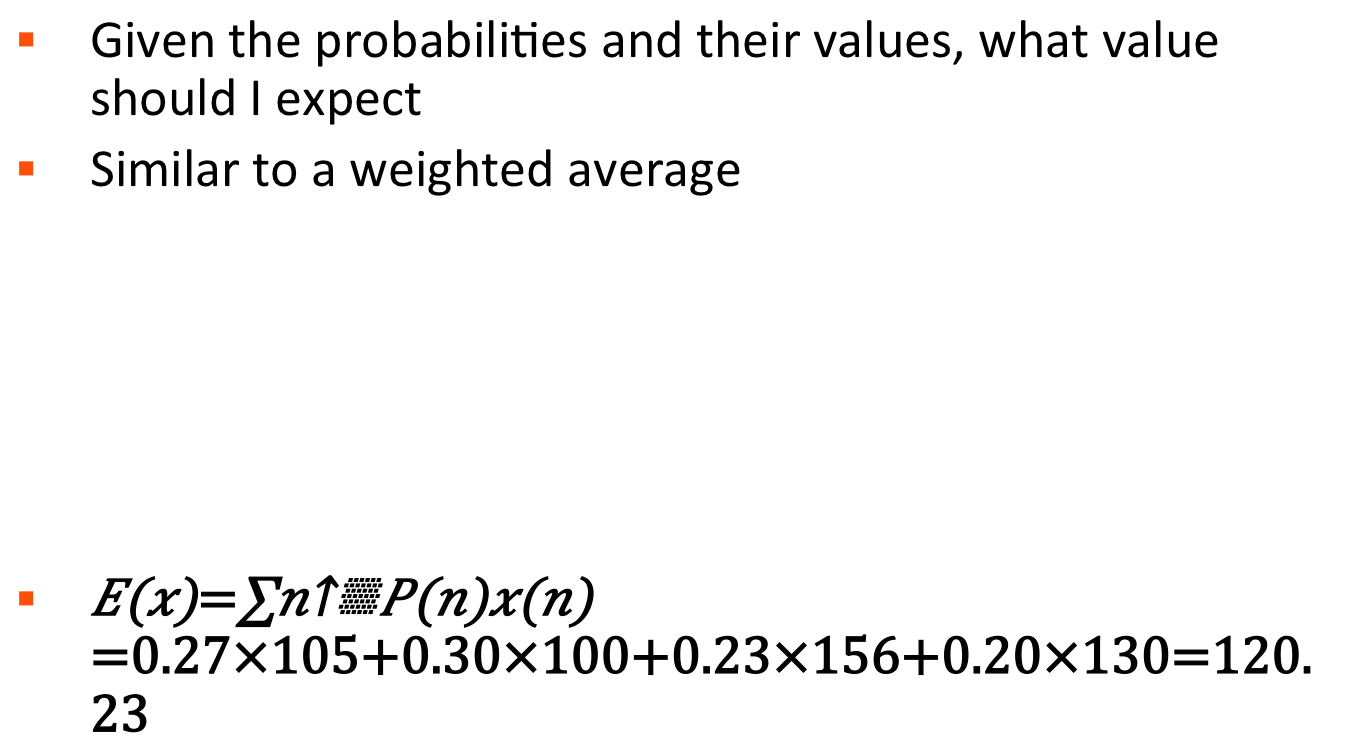 ▪ Given the probabilities and their values, what value
should I expect
▪ Similar to a weighted average
▪ E(x)=∑n↑▒P(n)x(n)
=0.27×105+0.30×100+0.23×156+0.20×130=120.
23